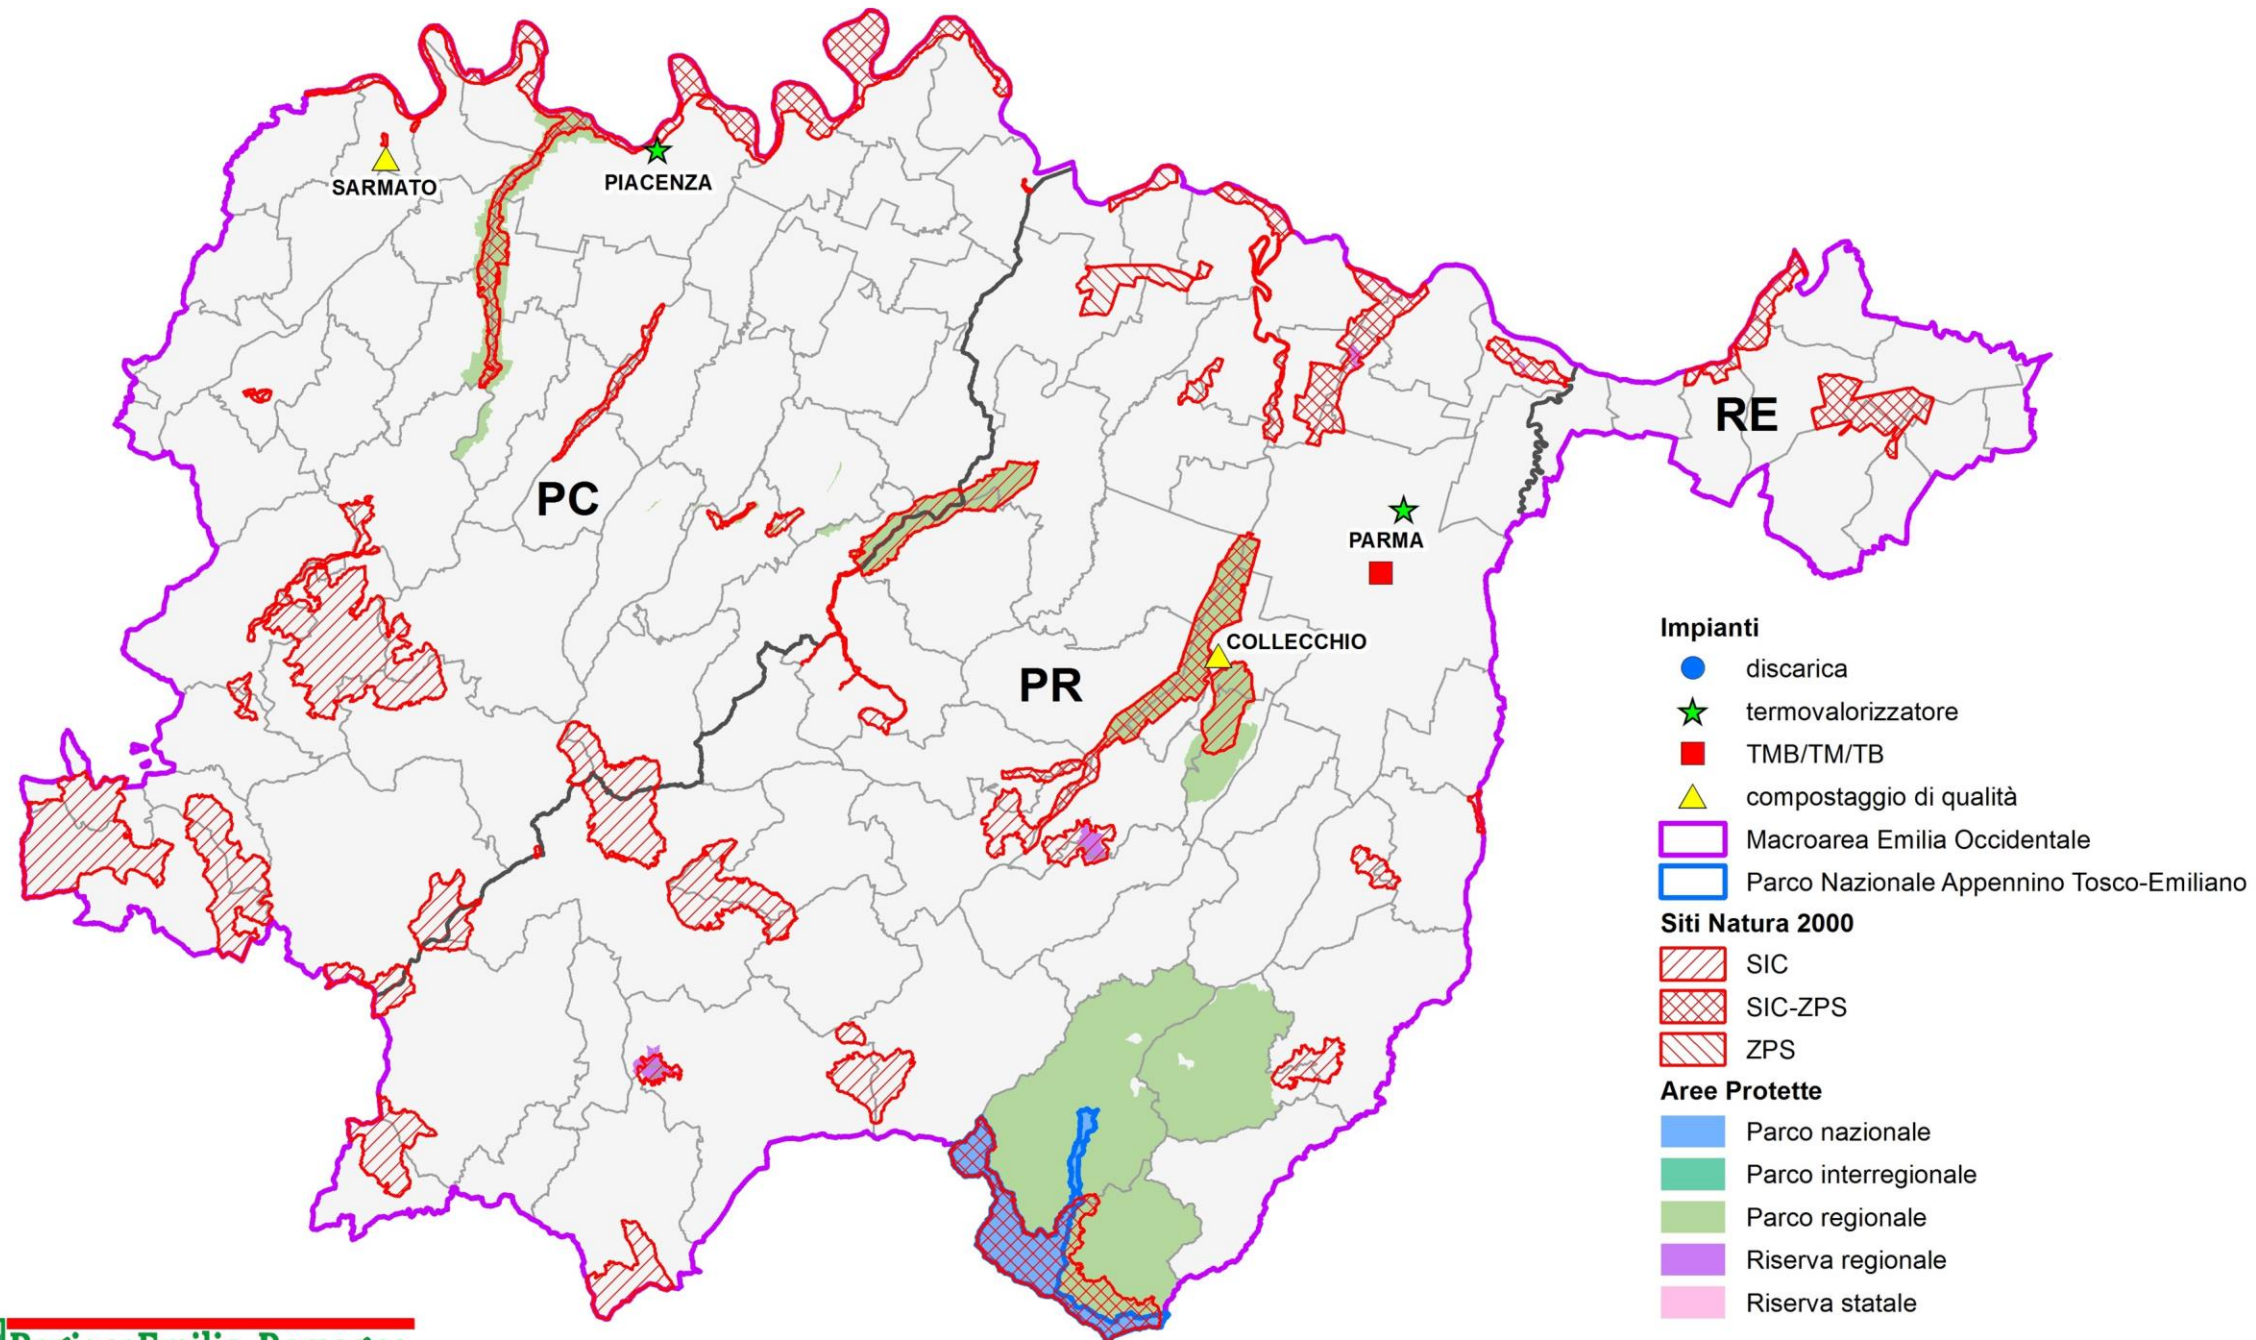 SARMATO
PIACENZA
RE
PC
PARMA
COLLECCHIO
PR
Impianti
discarica
termovalorizzatore
TMB/TM/TB
compostaggio di qualità
Macroarea Emilia Occidentale
Parco Nazionale Appennino Tosco-Emiliano
Siti Natura 2000
SIC
SIC-ZPS
ZPS
Aree Protette
Parco nazionale
Parco interregionale
Parco regionale
Riserva regionale
Riserva statale